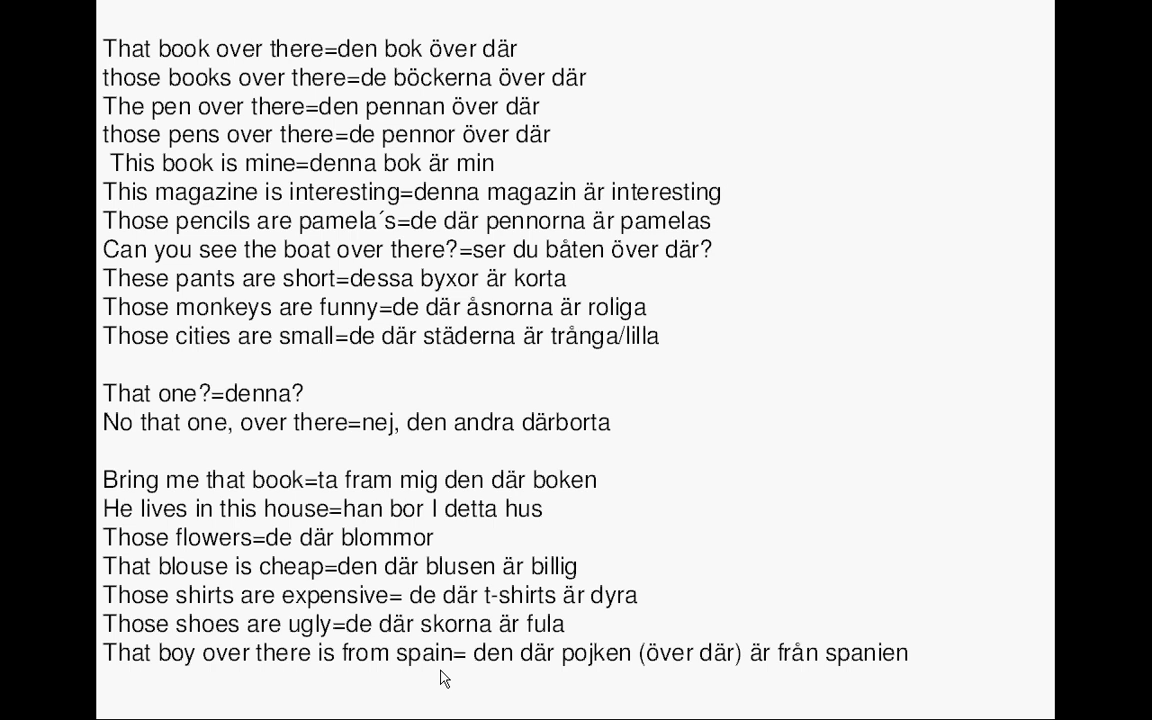 That book over there=den bok över där
those books over there=de böckerna över där
The pen over there=den pennan över där
those pens over there=de pennor över där
This book is mine=denna bok är min
This magazine is interesting=denna magazin är interesting
Those pencils are pamela´s=de där pennorna är pamelas
Can you see the boat over there?=ser du båten över där?
These pants are short=dessa byxor är korta
Those monkeys are funny=de där åsnorna är roliga
Those cities are small=de där städerna är trånga/lilla
That one?=denna?
No that one, over there=nej, den andra därborta
Bring me that book=ta fram mig den där boken
He lives in this house=han bor I detta hus
Those flowers=de där blommor
That blouse is cheap=den där blusen är billig
Those shirts are expensive= de där t-shirts är dyra
Those shoes are ugly=de där skorna är fula
That boy over there is from spain= den där pojken (över där) är från spanien